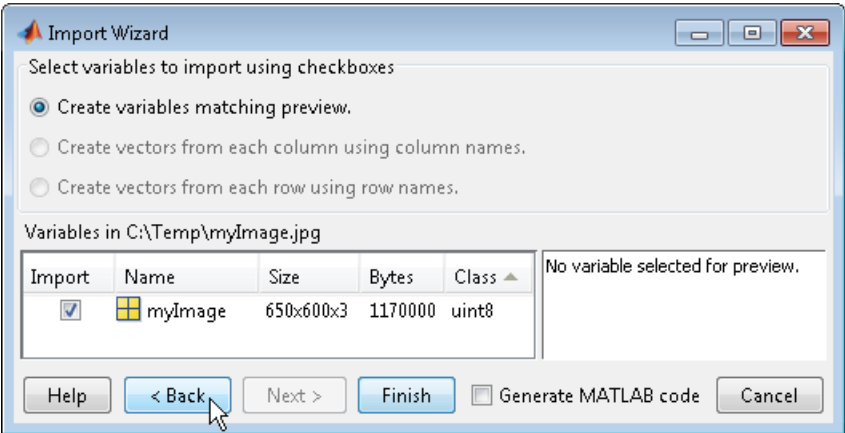 Import Wizard
Select variables to import using checkboxes
Create variables matching preview.
Create vectors from each column using column names.
Create vectors from each row using row names.
Variables in C:\Temp\myImage.jpg
Import Name Size Bytes Class
No variable selected for preview.
myImage 650x600x3 1170000 uint8
Help < Back Next > Finish Generate MATLAB code Cancel